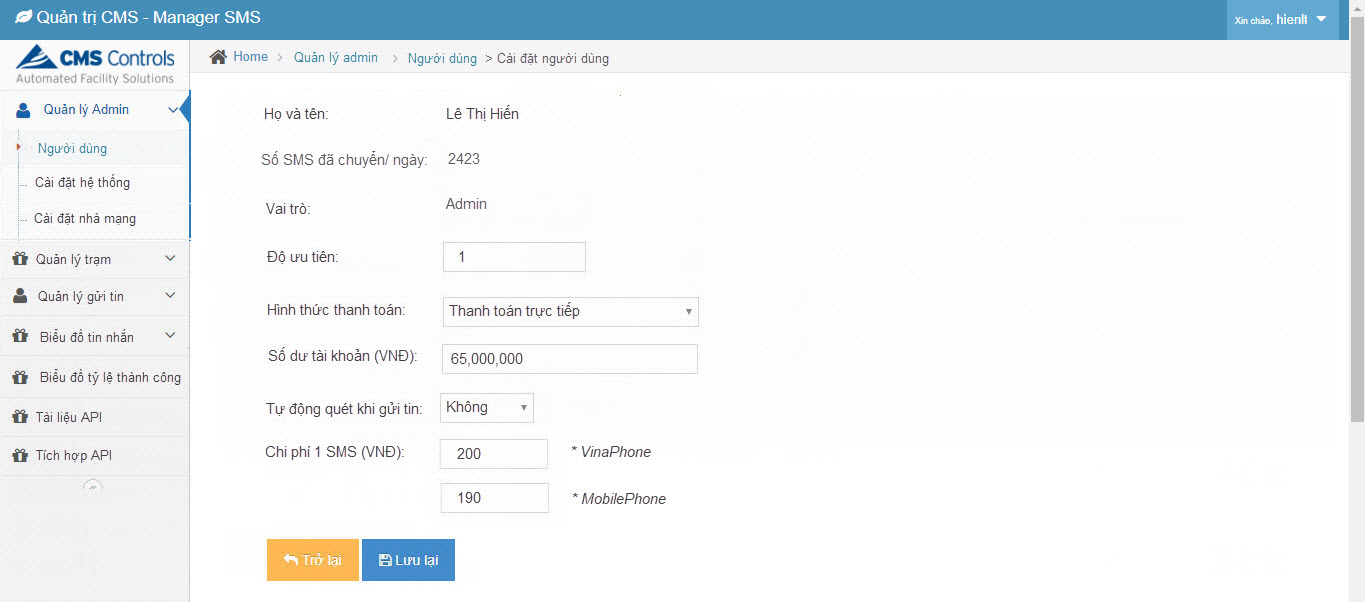 Quản trị CMS - Manager SMS
Xin chào, hienlt
CMS Controls
Automated Facility Solutions
Home > Quản lý admin > Người dùng > Cài đặt người dùng
Quản lý Admin
Người dùng
Cài đặt hệ thống
Cài đặt nhà mạng
Quản lý trạm
Quản lý gửi tin
Biểu đồ tin nhắn
Biểu đồ tỷ lệ thành công
Tài liệu API
Tích hợp API
Họ và tên: Lê Thị Hiến
Số SMS đã chuyển/ ngày: 2423
Vai trò: Admin
Độ ưu tiên: 1
Hình thức thanh toán: Thanh toán trực tiếp
Số dư tài khoản (VNĐ): 65,000,000
Tự động quét khi gửi tin: Không
Chi phí 1 SMS (VNĐ): 200 * VinaPhone
190 * MobilePhone
Trở lại Lưu lại